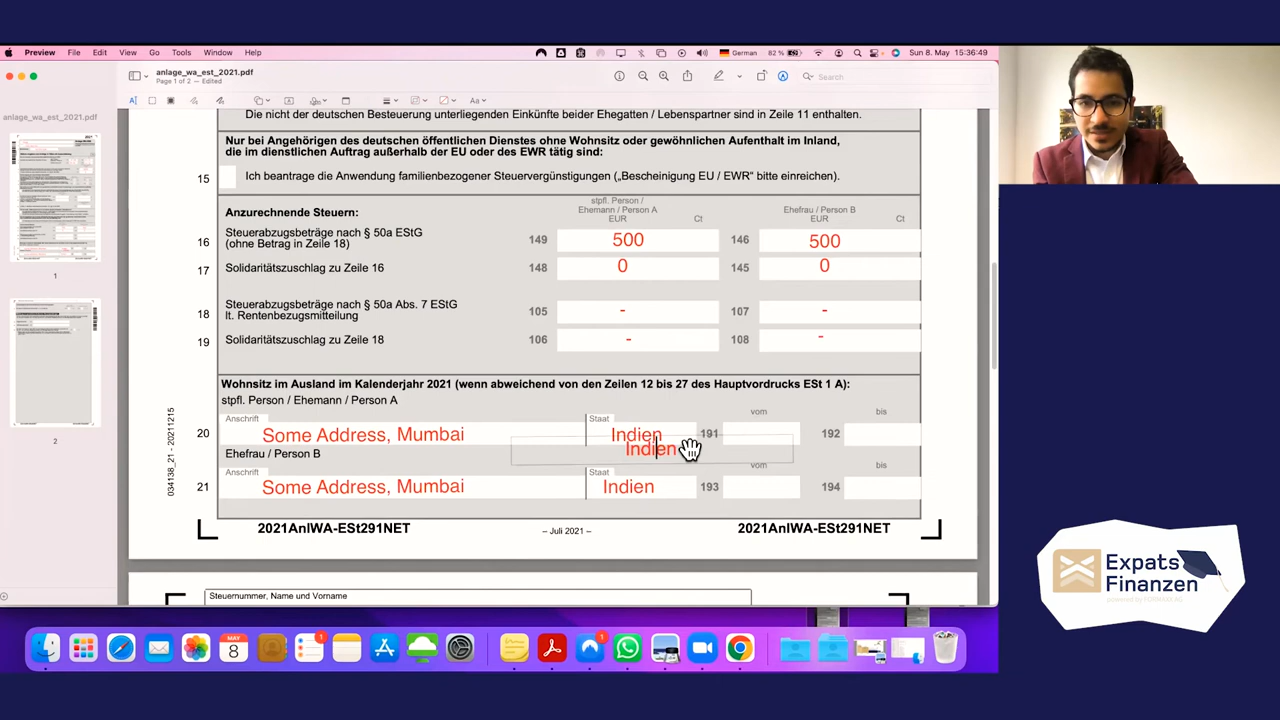 Preview File Edit View Go Tools Window Help German 82 % Sun 8. May 15:36:49
anlage_wa_est_2021.pdf
Page 1 of 2 – Edited
Search
Aa
anlage_wa_est_2021.pdf
1
2
Die nicht der deutschen Besteuerung unterliegenden Einkünfte beider Ehegatten / Lebenspartner sind in Zeile 11 enthalten.
Nur bei Angehörigen des deutschen öffentlichen Dienstes ohne Wohnsitz oder gewöhnlichen Aufenthalt im Inland,
die im dienstlichen Auftrag außerhalb der EU oder des EWR tätig sind:
15 Ich beantrage die Anwendung familienbezogener Steuervergünstigungen („Bescheinigung EU / EWR“ bitte einreichen).
stpfl. Person /
Anzurechnende Steuern: Ehemann / Person A Ehefrau / Person B
EUR Ct EUR Ct
16 Steuerabzugsbeträge nach § 50a EStG
(ohne Betrag in Zeile 18) 149 500 146 500
17 Solidaritätszuschlag zu Zeile 16 148 0 145 0
18 Steuerabzugsbeträge nach § 50a Abs. 7 EStG
lt. Rentenbezugsmitteilung 105 - 107 -
19 Solidaritätszuschlag zu Zeile 18 106 - 108 -
Wohnsitz im Ausland im Kalenderjahr 2021 (wenn abweichend von den Zeilen 12 bis 27 des Hauptvordrucks ESt 1 A):
stpfl. Person / Ehemann / Person A
Anschrift Staat vom bis
20 Some Address, Mumbai Indien 191 192
Indien
Ehefrau / Person B
Anschrift Staat vom bis
21 Some Address, Mumbai Indien 193 194
034138_21 - 20211215
2021AnlWA-ESt291NET – Juli 2021 – 2021AnlWA-ESt291NET
Steuernummer, Name und Vorname
MAY
8
1
1
Expats
Finanzen